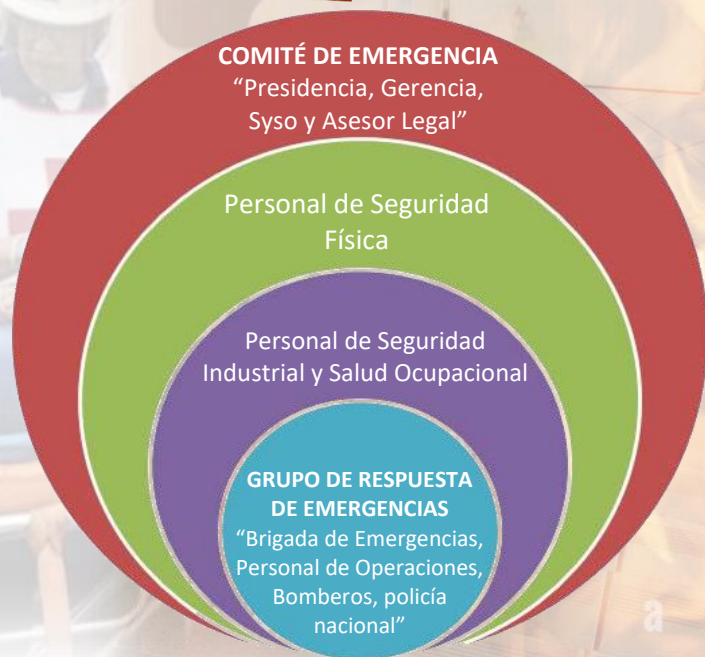 COMITÉ DE EMERGENCIA
“Presidencia, Gerencia,
Syso y Asesor Legal”
Personal de Seguridad
Física
Personal de Seguridad
Industrial y Salud Ocupacional
GRUPO DE RESPUESTA
DE EMERGENCIAS
“Brigada de Emergencias,
Personal de Operaciones,
Bomberos, policía
nacional”
a